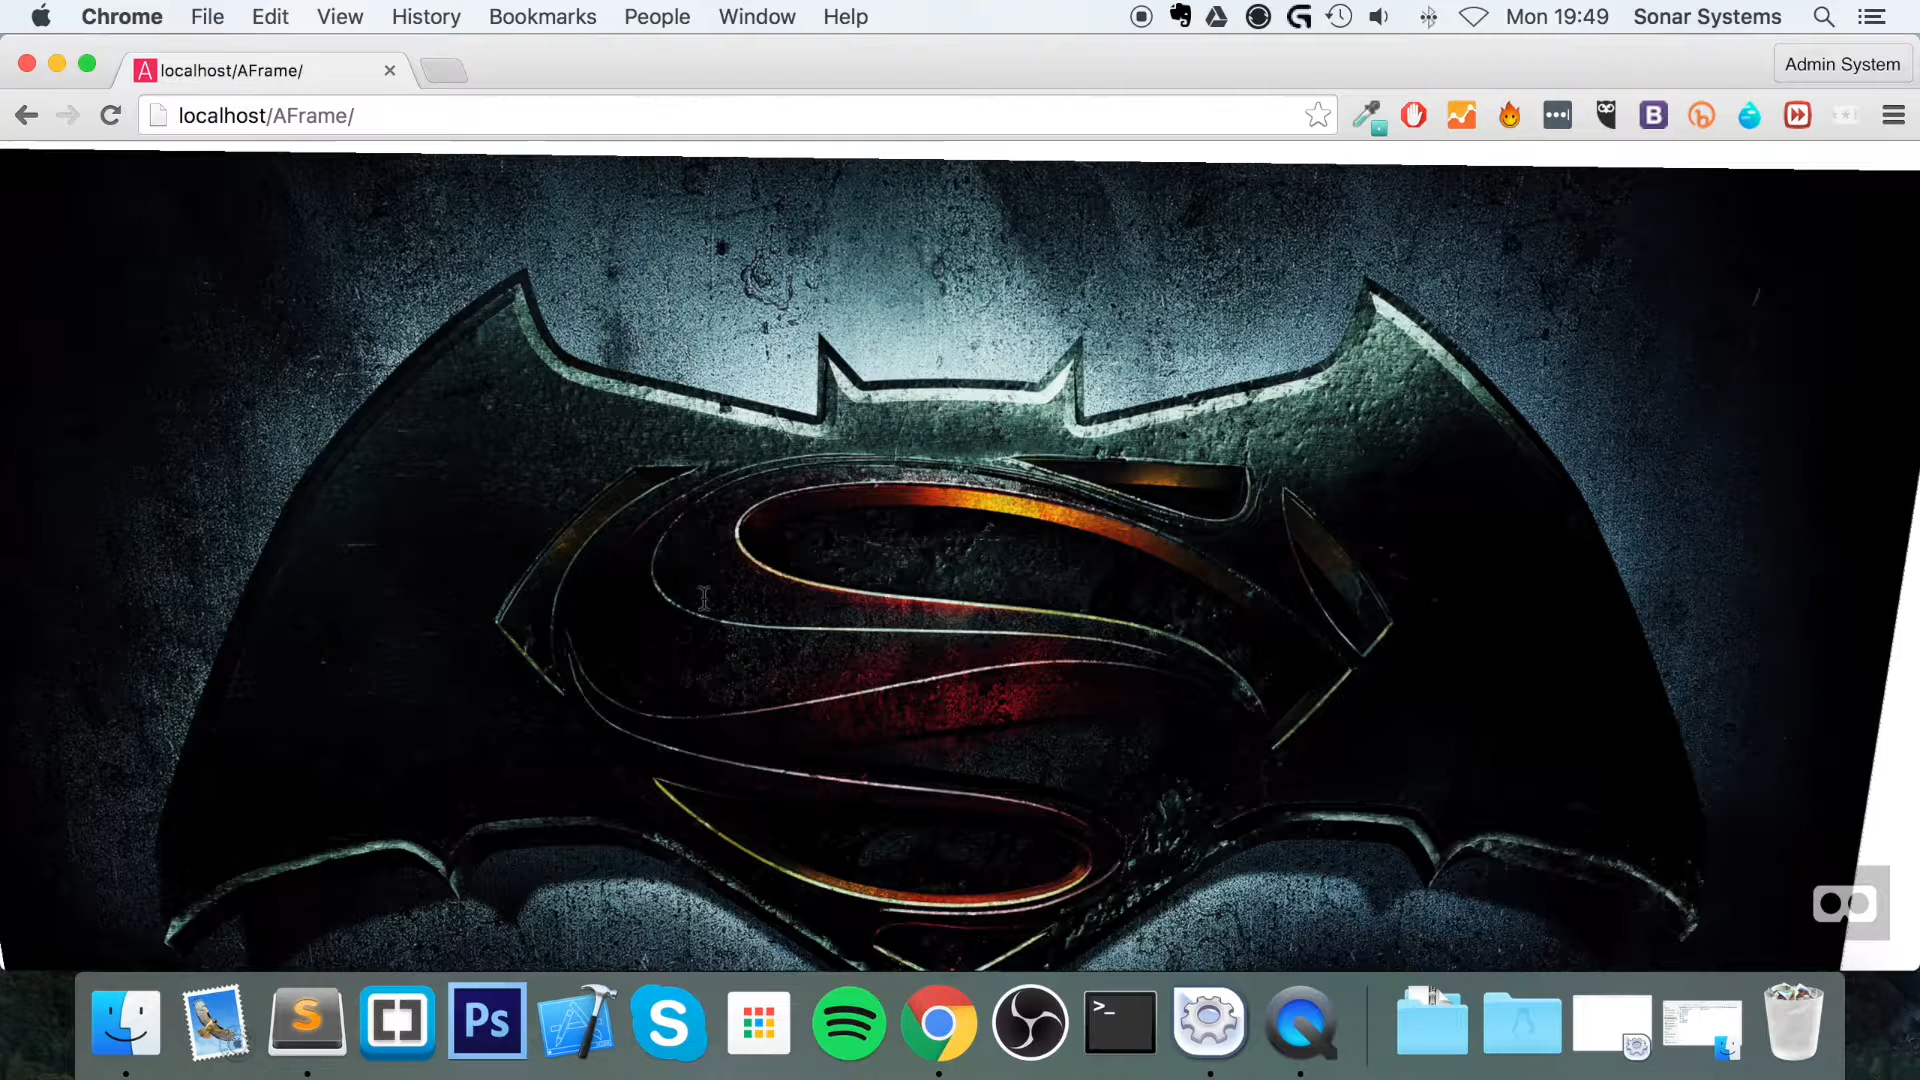 Chrome File Edit View History Bookmarks People Window Help Mon 19:49 Sonar Systems
localhost/AFrame/ Admin System
localhost/AFrame/